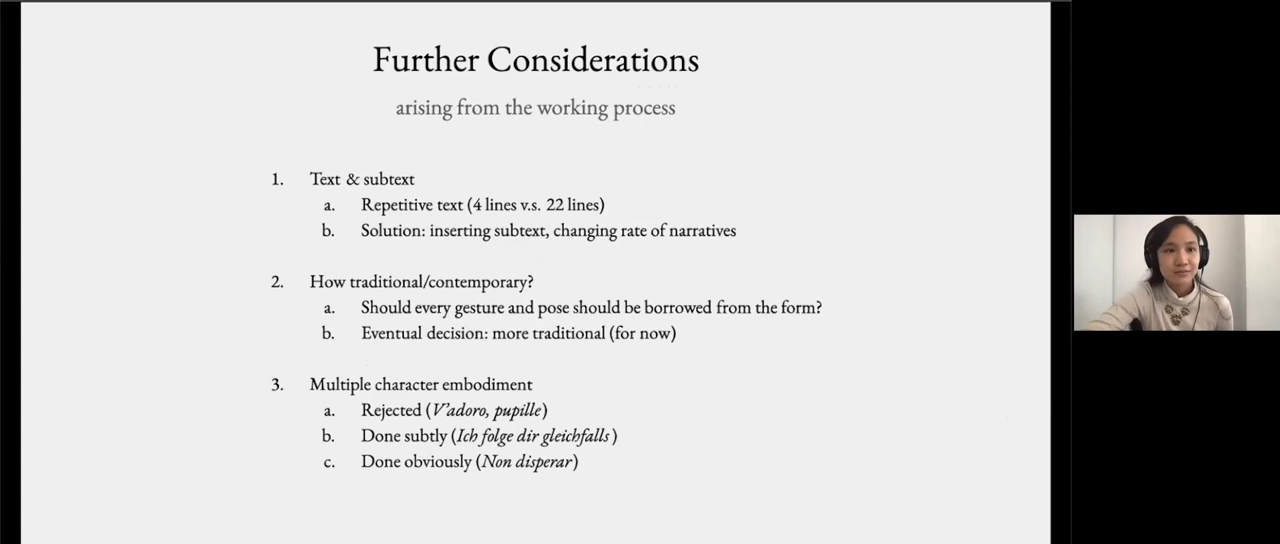 Further Considerations
arising from the working process
1. Text & subtext
a. Repetitive text (4 lines v.s. 22 lines)
b. Solution: inserting subtext, changing rate of narratives
2. How traditional/contemporary?
a. Should every gesture and pose should be borrowed from the form?
b. Eventual decision: more traditional (for now)
3. Multiple character embodiment
a. Rejected (V'adoro, pupille)
b. Done subtly (Ich folge dir gleichfalls)
c. Done obviously (Non disperar)